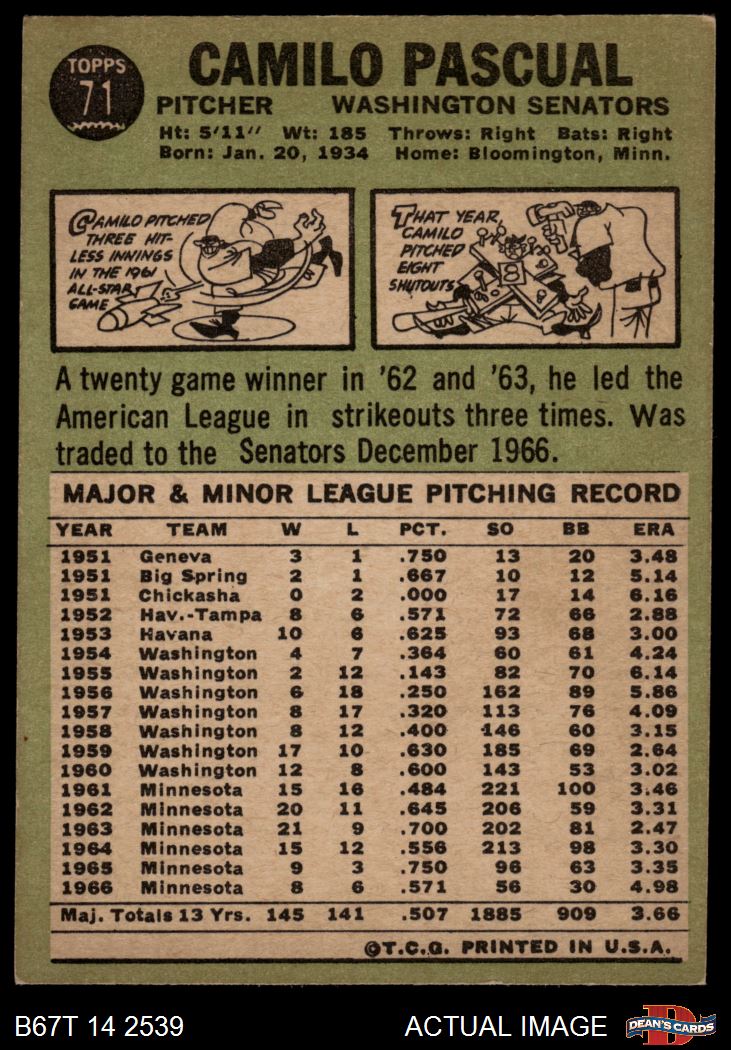 TOPPS
71
CAMILO PASCUAL
PITCHER WASHINGTON SENATORS
Ht: 5'11" Wt: 185 Throws: Right Bats: Right
Born: Jan. 20, 1934 Home: Bloomington, Minn.
CAMILO PITCHED
THREE HIT-
LESS INNINGS
IN THE 1961
ALL-STAR
GAME
THAT YEAR,
CAMILO
PITCHED
EIGHT
SHUTOUTS
8
A twenty game winner in '62 and '63, he led the
American League in strikeouts three times. Was
traded to the Senators December 1966.
MAJOR & MINOR LEAGUE PITCHING RECORD
YEAR TEAM W L PCT. SO BB ERA
1951 Geneva 3 1 .750 13 20 3.48
1951 Big Spring 2 1 .667 10 12 5.14
1951 Chickasha 0 2 .000 17 14 6.16
1952 Hav.-Tampa 8 6 .571 72 66 2.88
1953 Havana 10 6 .625 93 68 3.00
1954 Washington 4 7 .364 60 61 4.24
1955 Washington 2 12 .143 82 70 6.14
1956 Washington 6 18 .250 162 89 5.86
1957 Washington 8 17 .320 113 76 4.09
1958 Washington 8 12 .400 146 60 3.15
1959 Washington 17 10 .630 185 69 2.64
1960 Washington 12 8 .600 143 53 3.02
1961 Minnesota 15 16 .484 221 100 3.46
1962 Minnesota 20 11 .645 206 59 3.31
1963 Minnesota 21 9 .700 202 81 2.47
1964 Minnesota 15 12 .556 213 98 3.30
1965 Minnesota 9 3 .750 96 63 3.35
1966 Minnesota 8 6 .571 56 30 4.98
Maj. Totals 13 Yrs. 145 141 .507 1885 909 3.66
©T.C.G. PRINTED IN U.S.A.
B67T 14 2539 ACTUAL IMAGE
D
DEAN'S CARDS